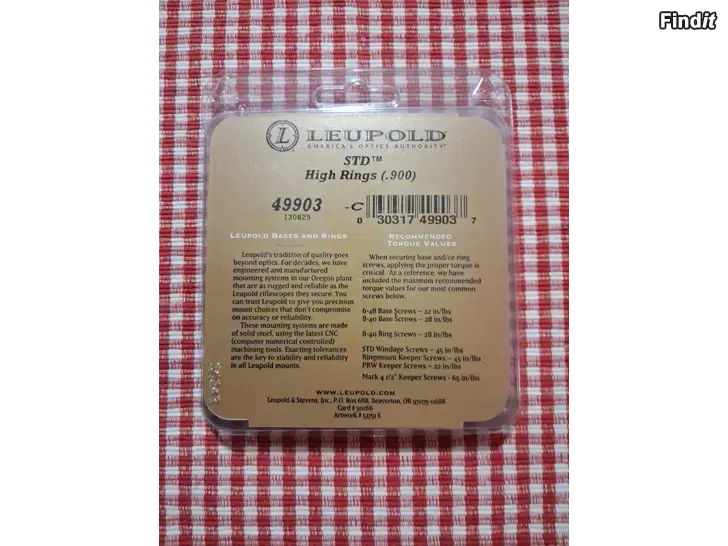 Findit
L LEUPOLD®
AMERICA'S OPTICS AUTHORITY®
STD™
High Rings (.900)
49903
130829
-C
0 30317 49903 7
LEUPOLD BASES AND RINGS
Leupold's tradition of quality goes
beyond optics. For decades, we have
engineered and manufactured
mounting systems in our Oregon plant
that are as rugged and reliable as the
Leupold riflescopes they secure. You
can trust Leupold to give you precision
mount choices that don't compromise
on accuracy or reliability.
These mounting systems are made
of solid steel, using the latest CNC
(computer numerical controlled)
machining tools. Exacting tolerances
are the key to stability and reliability
in all Leupold mounts.
RECOMMENDED
TORQUE VALUES
When securing base and/or ring
screws, applying the proper torque is
critical. As a reference, we have
included the maximum recommended
torque values for our most common
screws below.
6-48 Base Screws – 22 in/lbs
8-40 Base Screws – 28 in/lbs
8-40 Ring Screws – 28 in/lbs
STD Windage Screws – 45 in/lbs
Ringmount Keeper Screws – 45 in/lbs
PRW Keeper Screws – 22 in/lbs
Mark 4 1/2" Keeper Screws - 65 in/lbs
WWW.LEUPOLD.COM
Leupold & Stevens, Inc., P.O. Box 688, Beaverton, OR 97075-0688
Card # 50266
Artwork # 53751 E